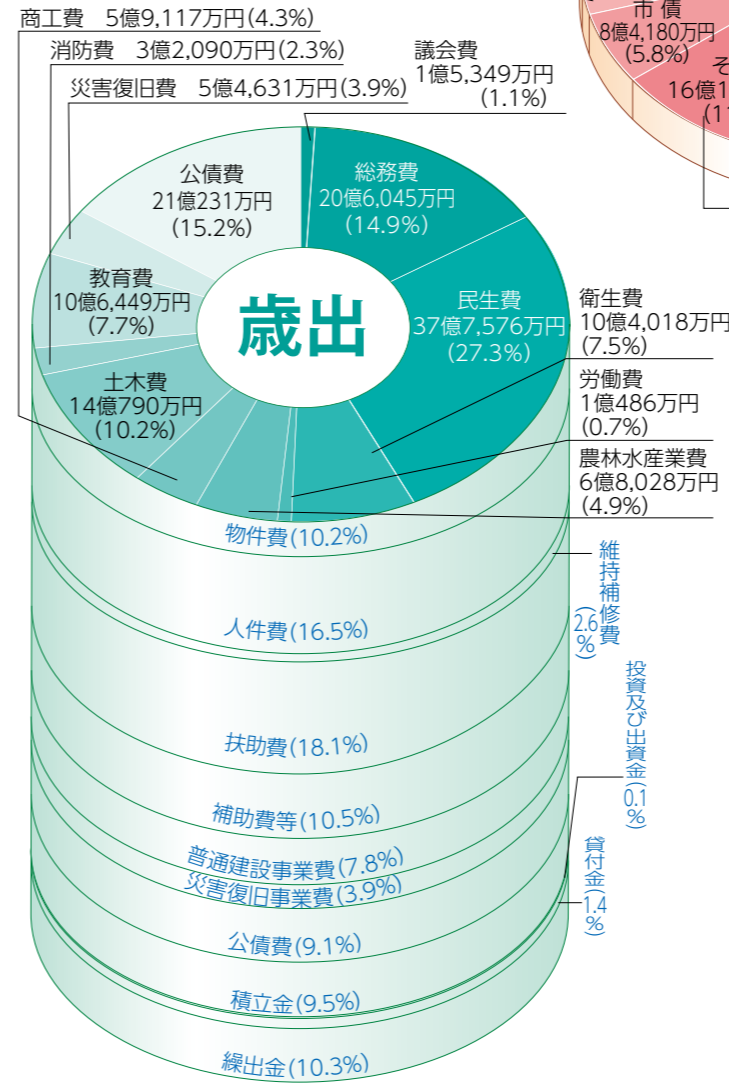 商工費 5億9,117万円(4.3%)
消防費 3億2,090万円(2.3%)
災害復旧費 5億4,631万円(3.9%)
議会費
1億5,349万円
(1.1%)
市 債
8億4,180万円
(5.8%)
16億1
公債費
21億231万円
(15.2%)
総務費
20億6,045万円
(14.9%)
教育費
10億6,449万円
(7.7%)
歳出
民生費
37億7,576万円
(27.3%)
衛生費
10億4,018万円
(7.5%)
労働費
1億486万円
(0.7%)
農林水産業費
6億8,028万円
(4.9%)
土木費
14億790万円
(10.2%)
物件費(10.2%)
維持補修費
(2.6%)
人件費(16.5%)
扶助費(18.1%)
投資及び出資金(0.1%)
補助費等(10.5%)
普通建設事業費(7.8%)
災害復旧事業費(3.9%)
貸付金(1.4%)
公債費(9.1%)
積立金(9.5%)
繰出金(10.3%)